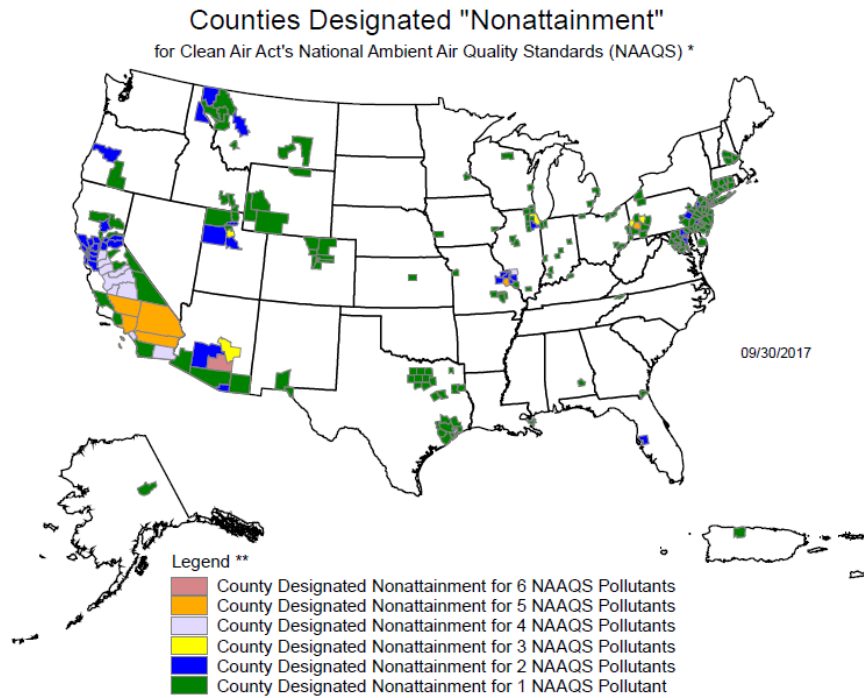 Counties Designated "Nonattainment"
for Clean Air Act's National Ambient Air Quality Standards (NAAQS) *
09/30/2017
Legend **
County Designated Nonattainment for 6 NAAQS Pollutants
County Designated Nonattainment for 5 NAAQS Pollutants
County Designated Nonattainment for 4 NAAQS Pollutants
County Designated Nonattainment for 3 NAAQS Pollutants
County Designated Nonattainment for 2 NAAQS Pollutants
County Designated Nonattainment for 1 NAAQS Pollutant